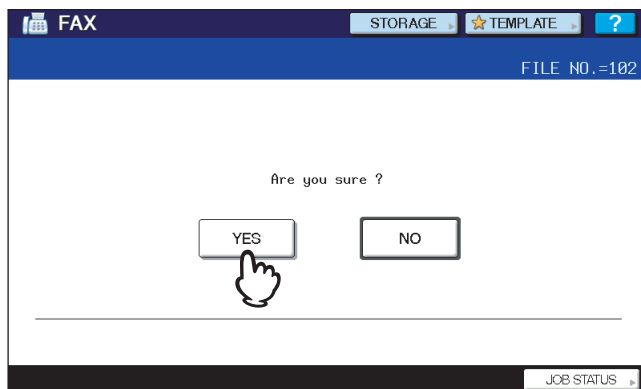 FAX STORAGE TEMPLATE ?
FILE NO.=102
Are you sure ?
YES NO
JOB STATUS